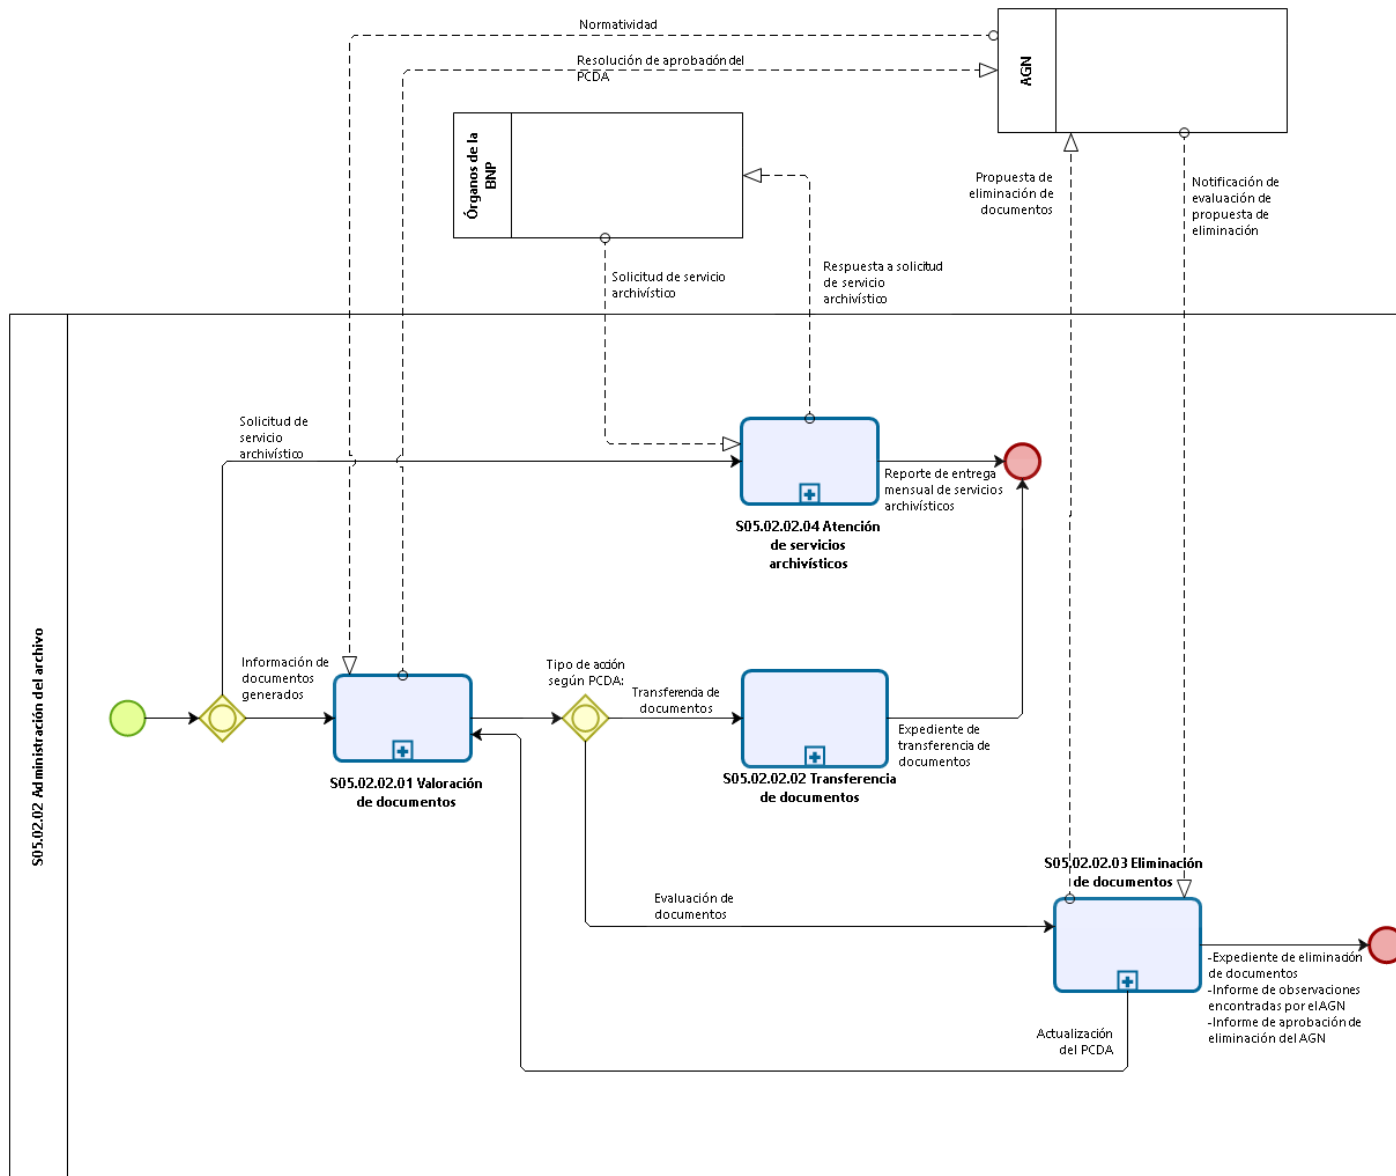 Normatividad
Resolución de aprobación del
PCDA
AGN
Órganos de la
BNP
Propuesta de
eliminación de
documentos
Notificación de
evaluación de
propuesta de
eliminación
Solicitud de servicio
archivístico
Respuesta a solicitud
de servicio
archivístico
S05.02.02 Administración del archivo
Solicitud de
servicio
archivístico
Reporte de entrega
mensual de servicios
archivísticos
S05.02.02.04 Atención
de servicios
archivísticos
Información de
documentos
generados
Tipo de acción
según PCDA:
Transferencia de
documentos
Expediente de
transferencia de
documentos
S05.02.02.01 Valoración
de documentos
S05.02.02.02 Transferencia
de documentos
S05.02.02.03 Eliminación
de documentos
Evaluación de
documentos
-Expediente de eliminación
de documentos
-Informe de observaciones
encontradas por el AGN
-Informe de aprobación de
eliminación del AGN
Actualización
del PCDA